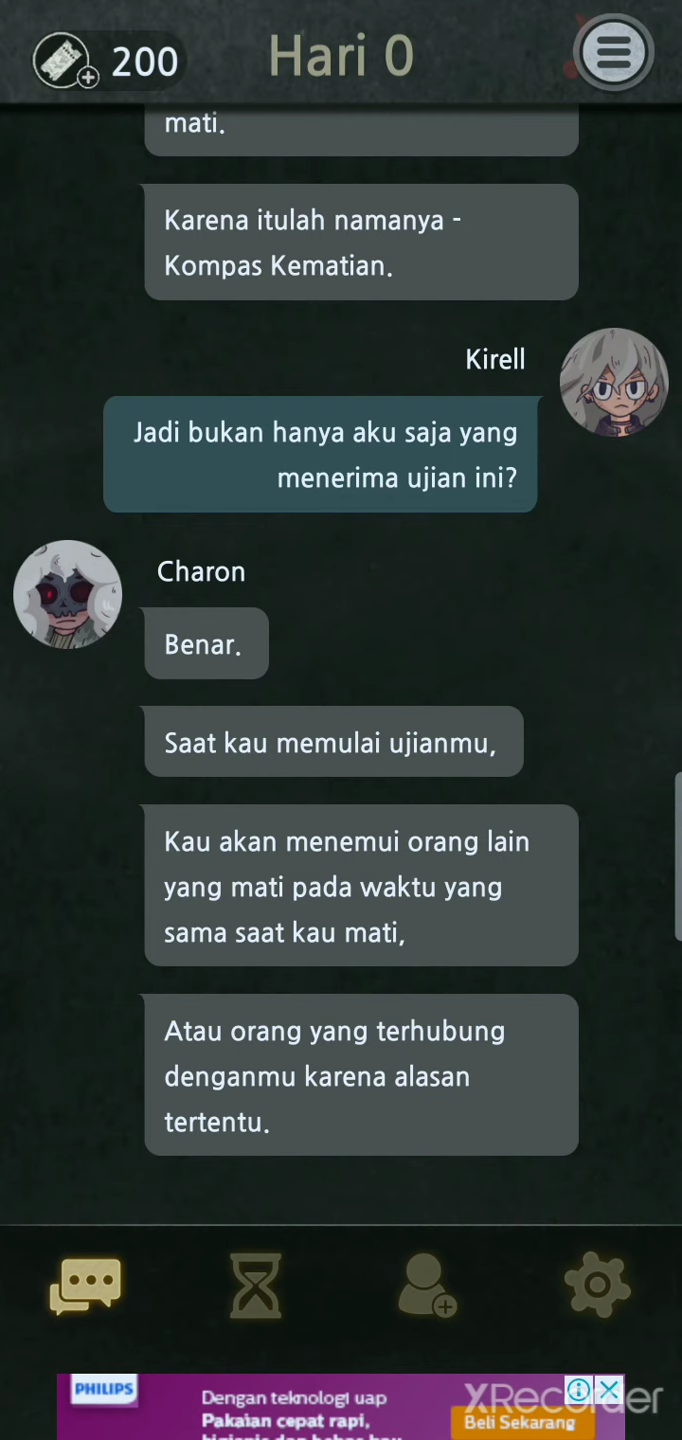 200
Hari 0
mati.
Karena itulah namanya -
Kompas Kematian.
Kirell
Jadi bukan hanya aku saja yang
menerima ujian ini?
Charon
Benar.
Saat kau memulai ujianmu,
Kau akan menemui orang lain
yang mati pada waktu yang
sama saat kau mati,
Atau orang yang terhubung
denganmu karena alasan
tertentu.
PHILIPS
Dengan teknologi uap
Pakaian cepat rapi,
Beli Sekarang
XRecorder